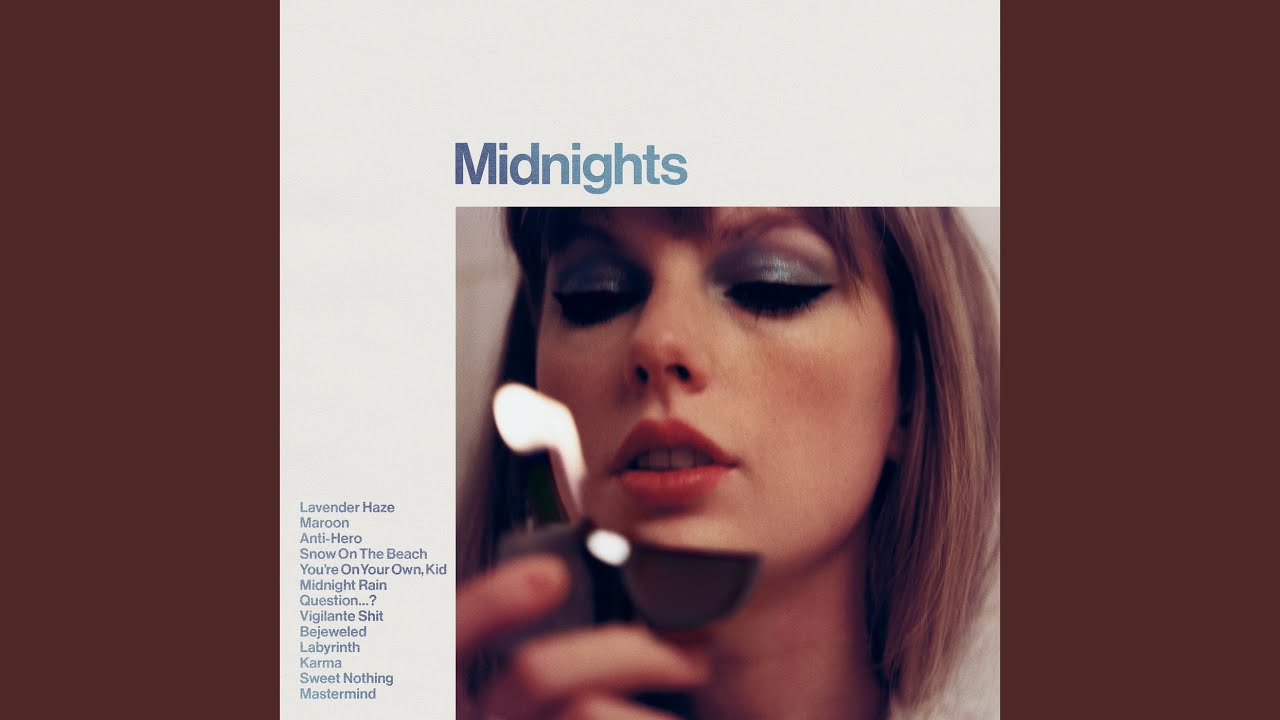 Midnights
Lavender Haze
Maroon
Anti-Hero
Snow On The Beach
You're On Your Own, Kid
Midnight Rain
Question...?
Vigilante Shit
Bejeweled
Labyrinth
Karma
Sweet Nothing
Mastermind